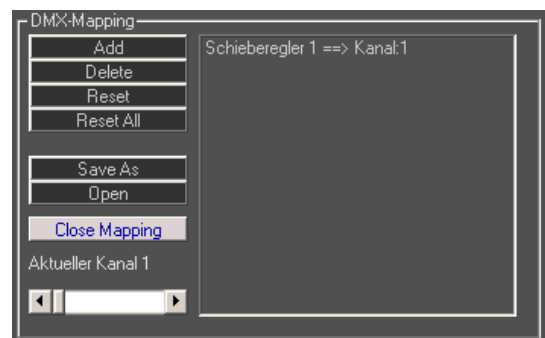 DMX-Mapping
Add
Delete
Reset
Reset All
Save As
Open
Close Mapping
Aktueller Kanal 1
Schieberegler 1 ==> Kanal:1